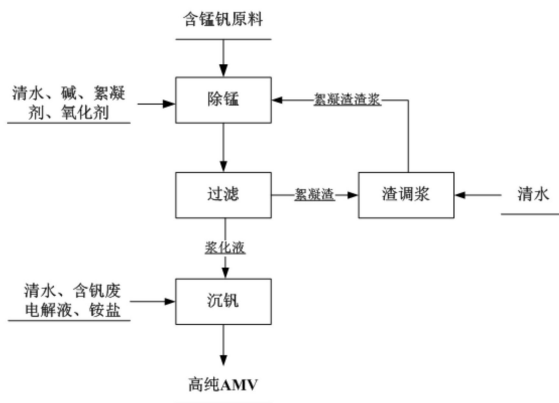 含锰钒原料
清水、碱、絮凝
剂、氧化剂
除锰
絮凝渣渣浆
过滤
絮凝渣
渣调浆
清水
浆化液
清水、含钒废
电解液、铵盐
沉钒
高纯AMV